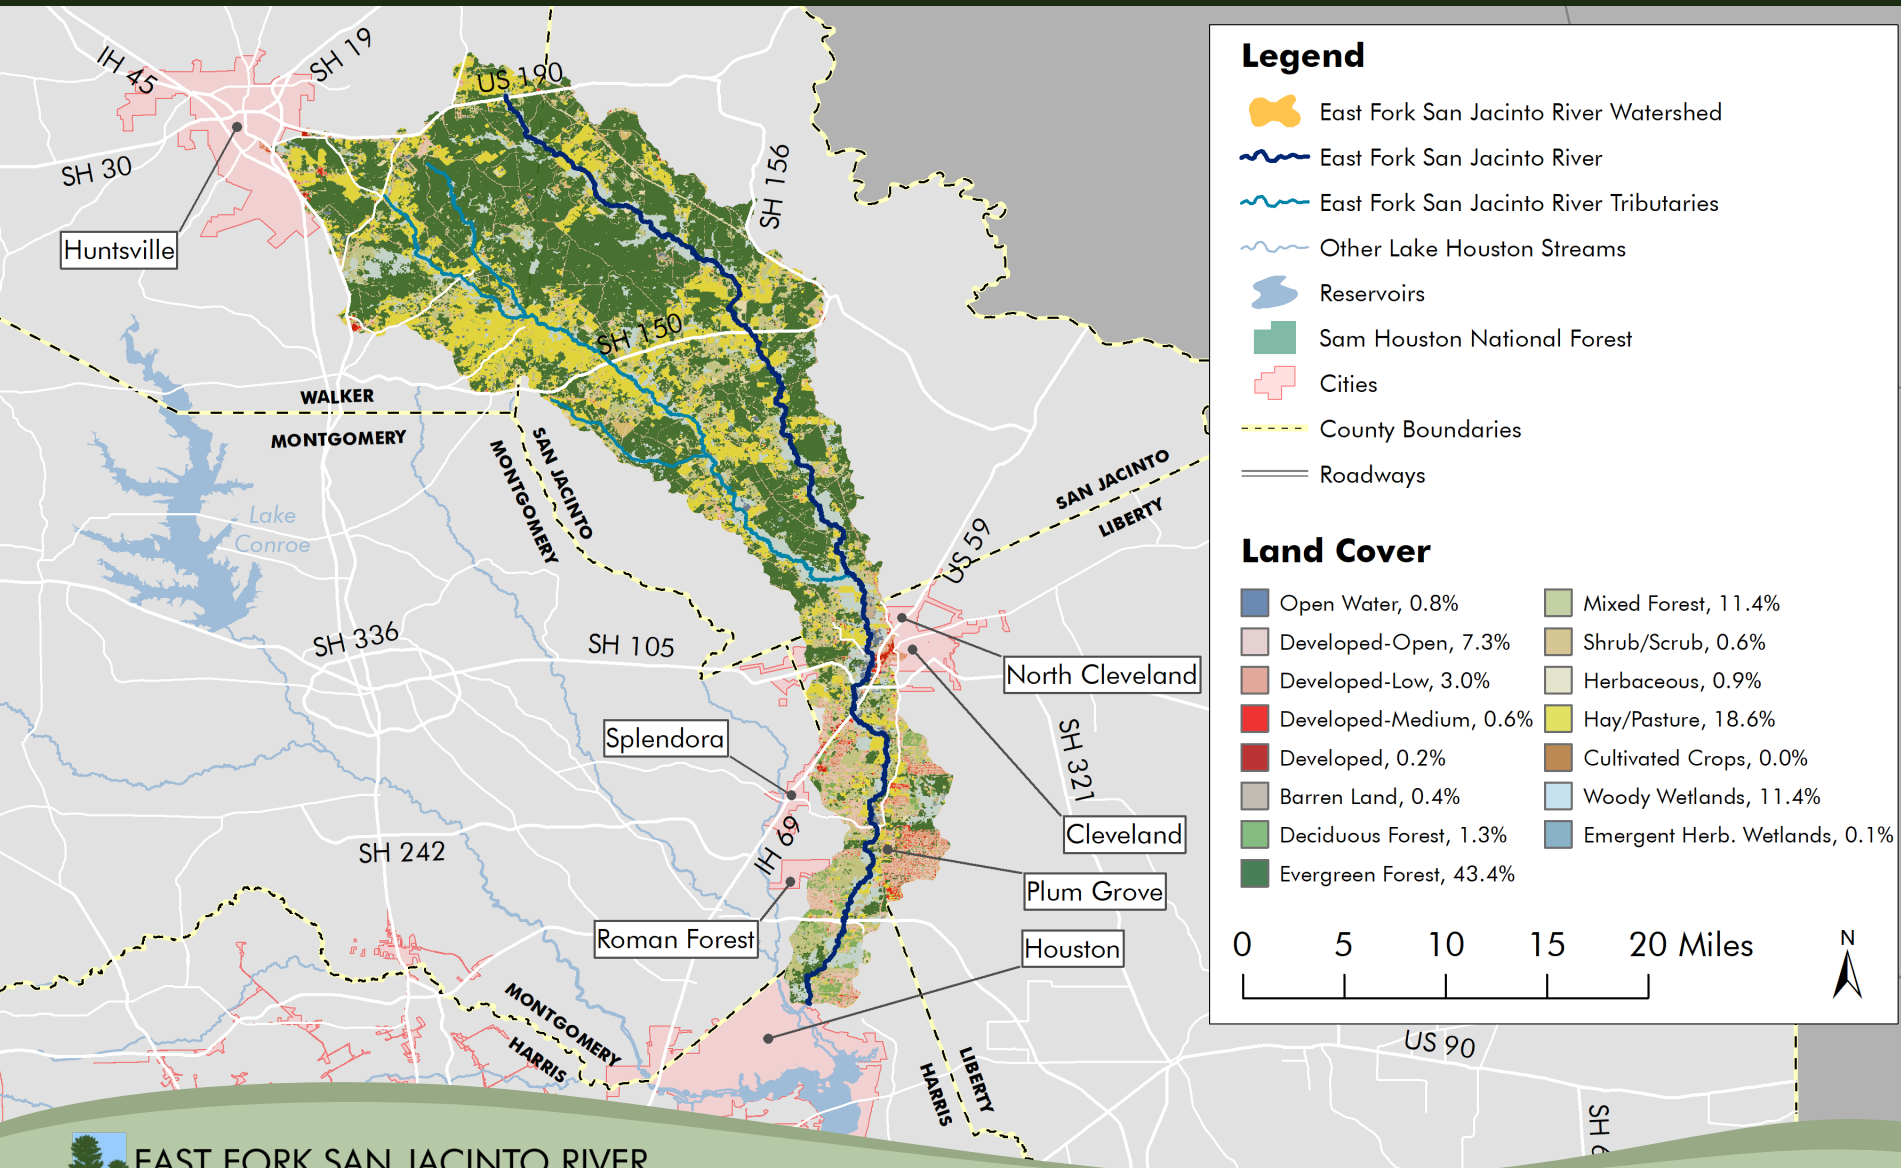 IH 45
SH 19
US 190
SH 30
SH 156
Huntsville
SH 150
WALKER
MONTGOMERY
SAN JACINTO
MONTGOMERY
SAN JACINTO
LIBERTY
Lake
Conroe
US 59
SH 336
SH 105
North Cleveland
Splendora
SH 321
Cleveland
IH 69
SH 242
Plum Grove
Roman Forest
Houston
MONTGOMERY
HARRIS
LIBERTY
HARRIS
US 90
Legend
East Fork San Jacinto River Watershed
East Fork San Jacinto River
East Fork San Jacinto River Tributaries
Other Lake Houston Streams
Reservoirs
Sam Houston National Forest
Cities
County Boundaries
Roadways
Land Cover
Open Water, 0.8%
Developed-Open, 7.3%
Developed-Low, 3.0%
Developed-Medium, 0.6%
Developed, 0.2%
Barren Land, 0.4%
Deciduous Forest, 1.3%
Evergreen Forest, 43.4%
Mixed Forest, 11.4%
Shrub/Scrub, 0.6%
Herbaceous, 0.9%
Hay/Pasture, 18.6%
Cultivated Crops, 0.0%
Woody Wetlands, 11.4%
Emergent Herb. Wetlands, 0.1%
0 5 10 15 20 Miles
N
SH
EAST FORK SAN JACINTO RIVER